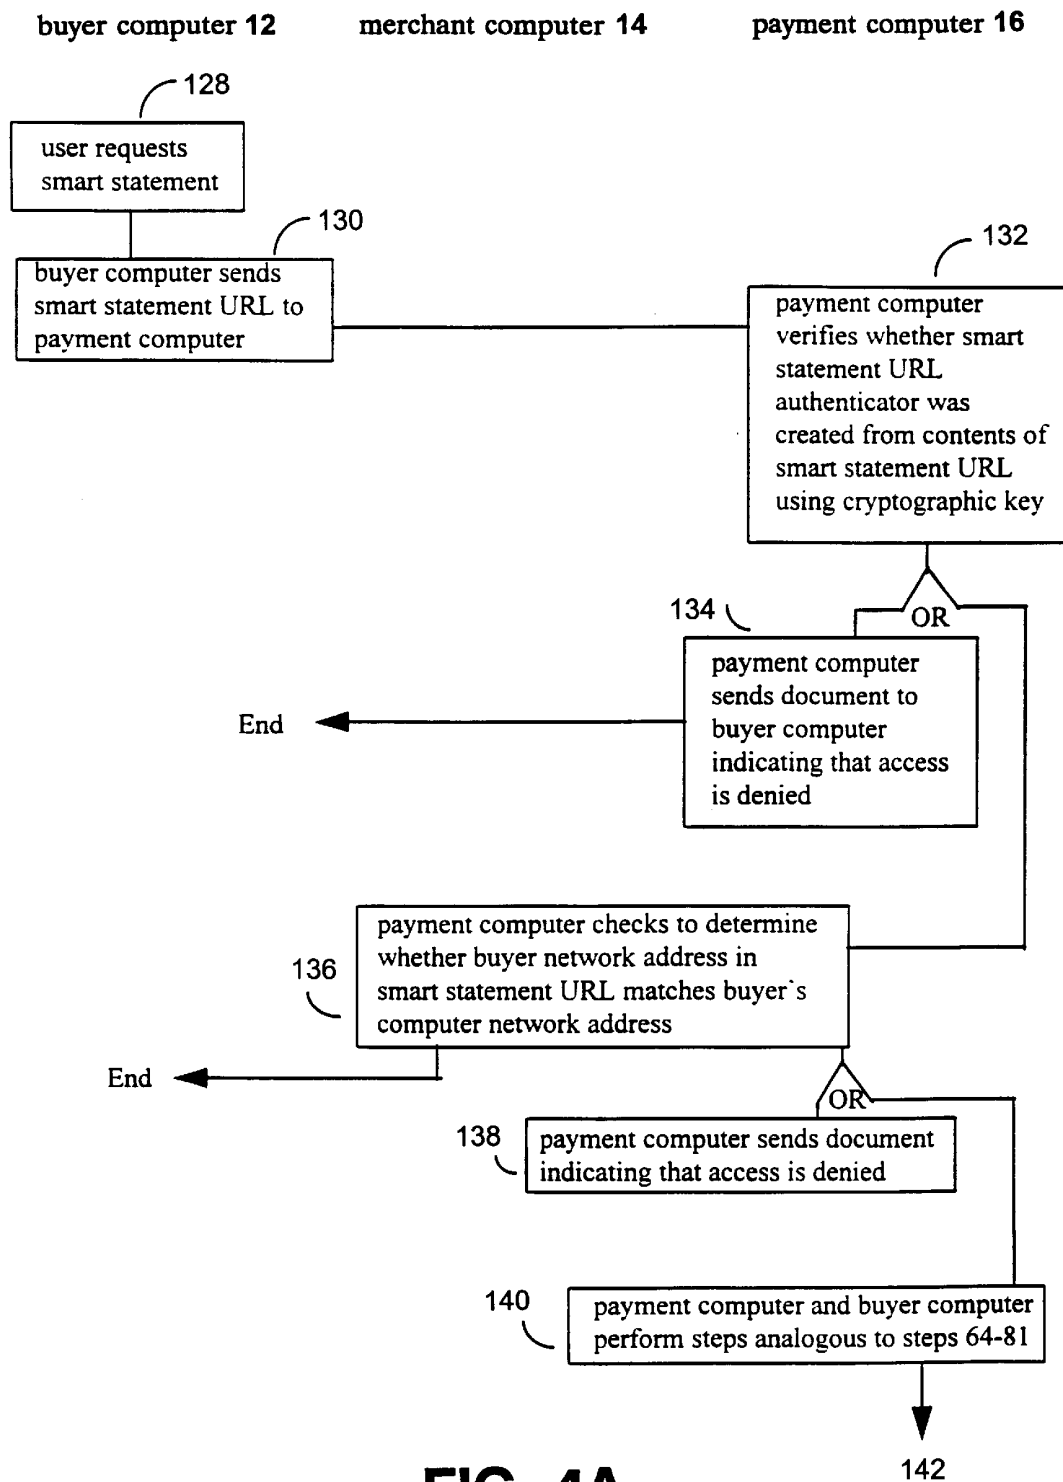 buyer computer 12 merchant computer 14 payment computer 16
128
user requests
smart statement
130
buyer computer sends
smart statement URL to
payment computer
132
payment computer
verifies whether smart
statement URL
authenticator was
created from contents of
smart statement URL
using cryptographic key
OR
134
payment computer
sends document to
buyer computer
indicating that access
is denied
End
136
payment computer checks to determine
whether buyer network address in
smart statement URL matches buyer`s
computer network address
End
OR
138
payment computer sends document
indicating that access is denied
140
payment computer and buyer computer
perform steps analogous to steps 64-81
142
FIG. 4A